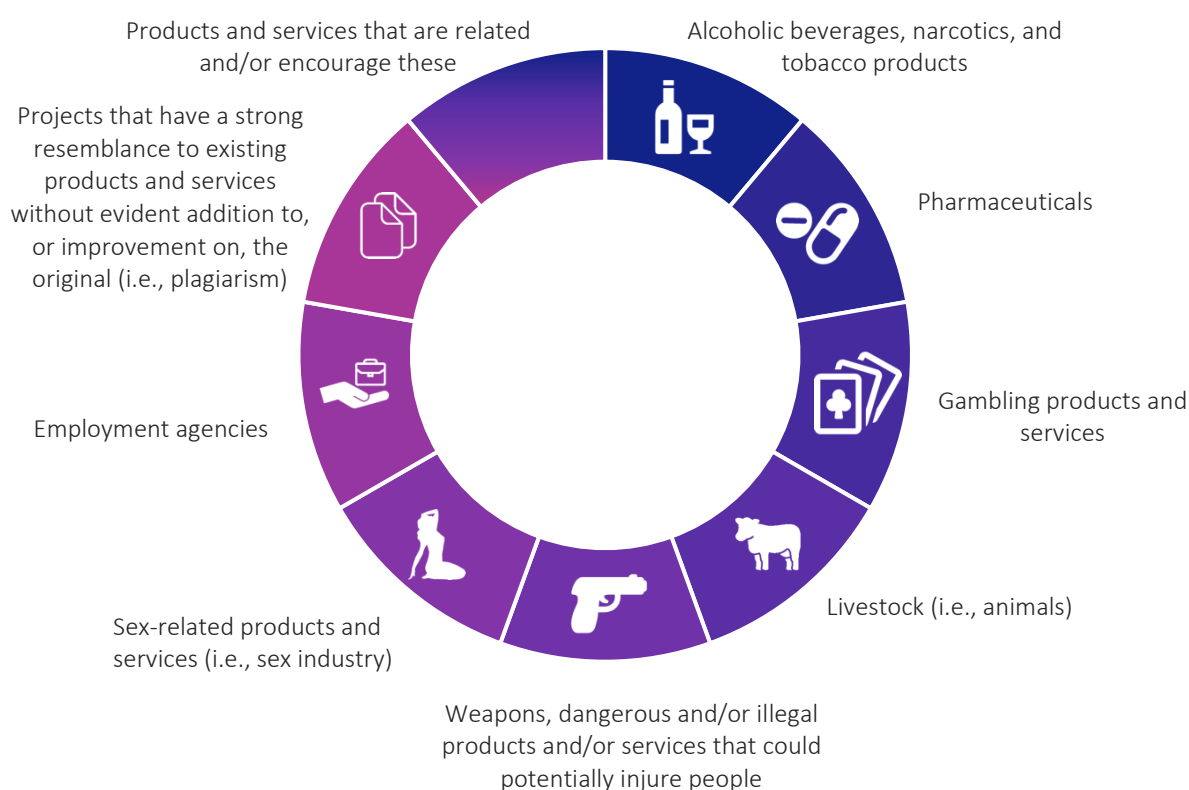 Products and services that are related
and/or encourage these
Alcoholic beverages, narcotics, and
tobacco products
Projects that have a strong
resemblance to existing
products and services
without evident addition to,
or improvement on, the
original (i.e., plagiarism)
Pharmaceuticals
Gambling products and
services
Employment agencies
Livestock (i.e., animals)
Sex-related products and
services (i.e., sex industry)
Weapons, dangerous and/or illegal
products and/or services that could
potentially injure people